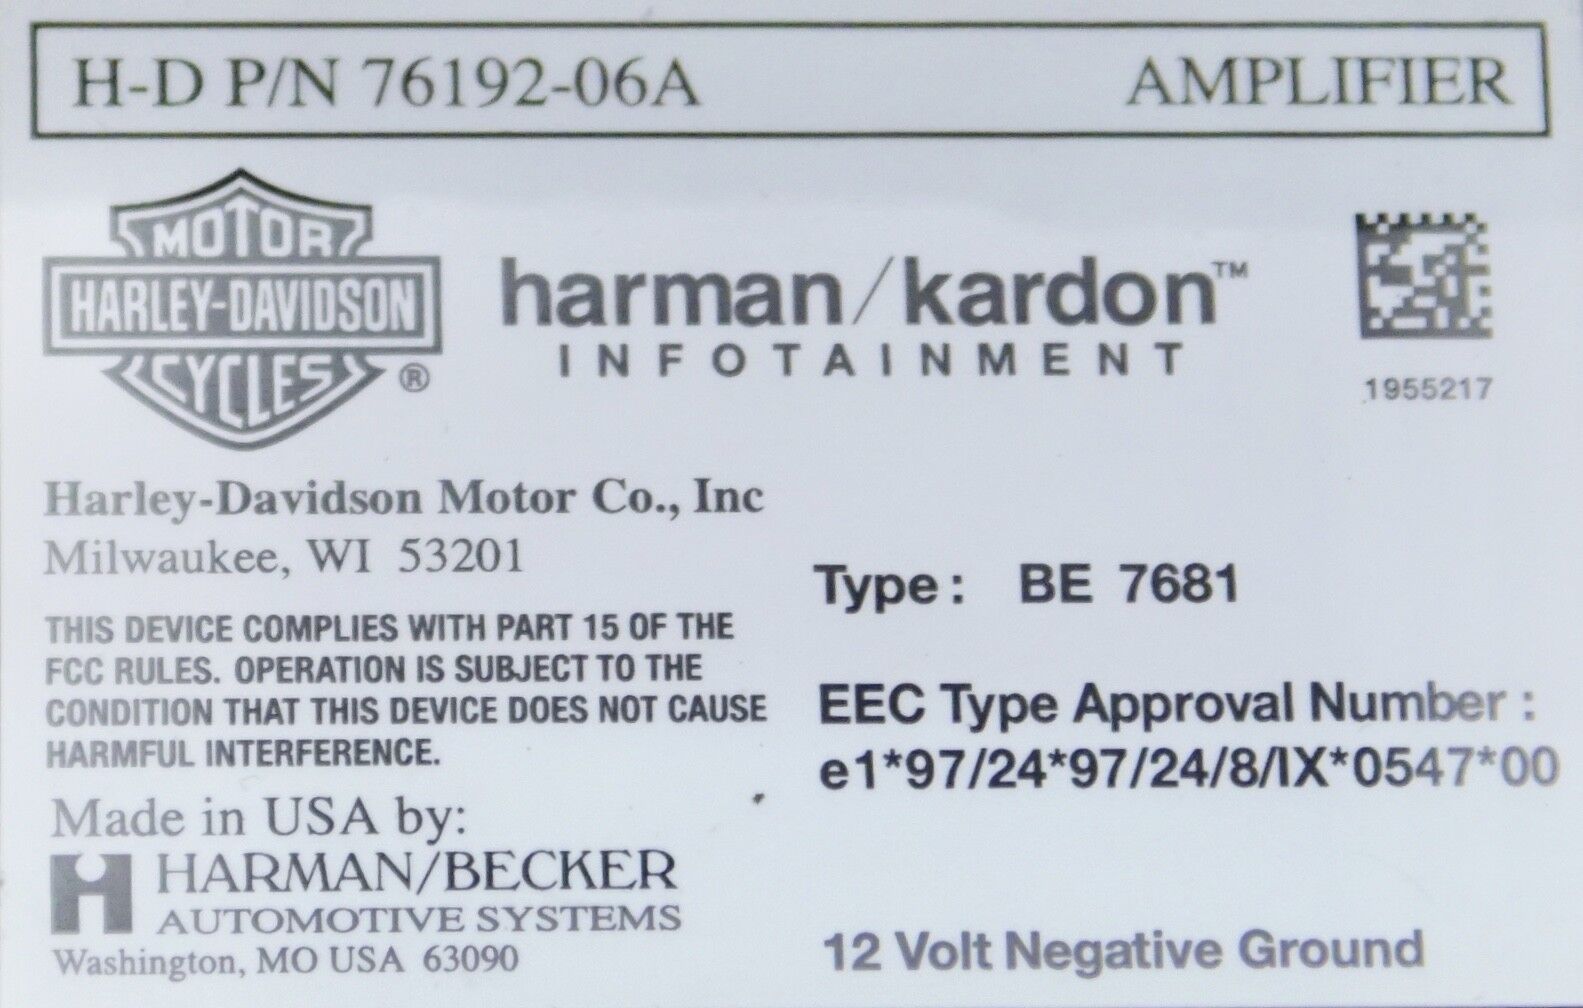 H-D P/N 76192-06A AMPLIFIER
MOTOR
HARLEY-DAVIDSON
CYCLES ®
harman/kardon™
INFOTAINMENT
1955217
Harley-Davidson Motor Co., Inc
Milwaukee, WI 53201
THIS DEVICE COMPLIES WITH PART 15 OF THE
FCC RULES. OPERATION IS SUBJECT TO THE
CONDITION THAT THIS DEVICE DOES NOT CAUSE
HARMFUL INTERFERENCE.
Made in USA by:
HARMAN/BECKER
AUTOMOTIVE SYSTEMS
Washington, MO USA 63090
Type: BE 7681
EEC Type Approval Number :
e1*97/24*97/24/8/IX*0547*00
12 Volt Negative Ground